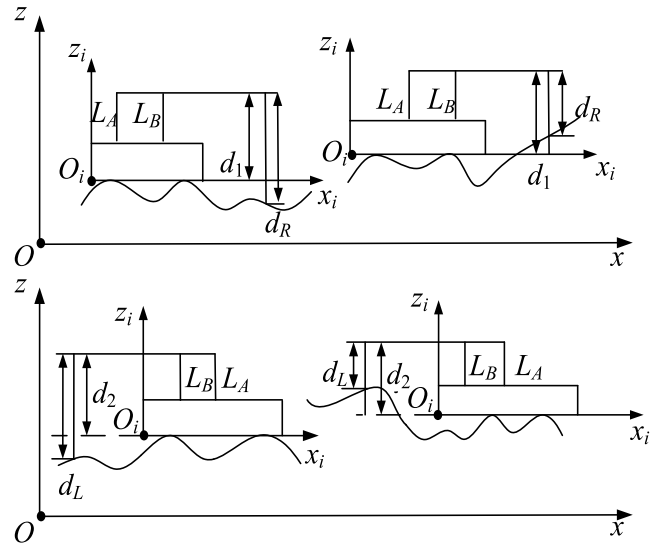 z
z_i
z_i
L_A L_B
L_A L_B
d_R
O_i
d_1
O_i
x_i
d_1
x_i
d_R
O
x
z
z_i
z_i
L_B L_A
d_L
d_2
L_B L_A
d_2
O_i
O_i
x_i
x_i
d_L
O
x